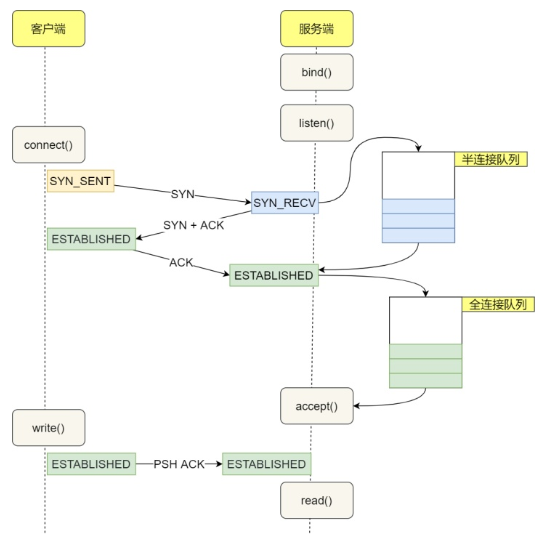 客户端
服务端
bind()
listen()
connect()
半连接队列
SYN_SENT
SYN
SYN_RECV
SYN + ACK
ESTABLISHED
ACK
ESTABLISHED
全连接队列
accept()
write()
ESTABLISHED
PSH ACK
ESTABLISHED
read()